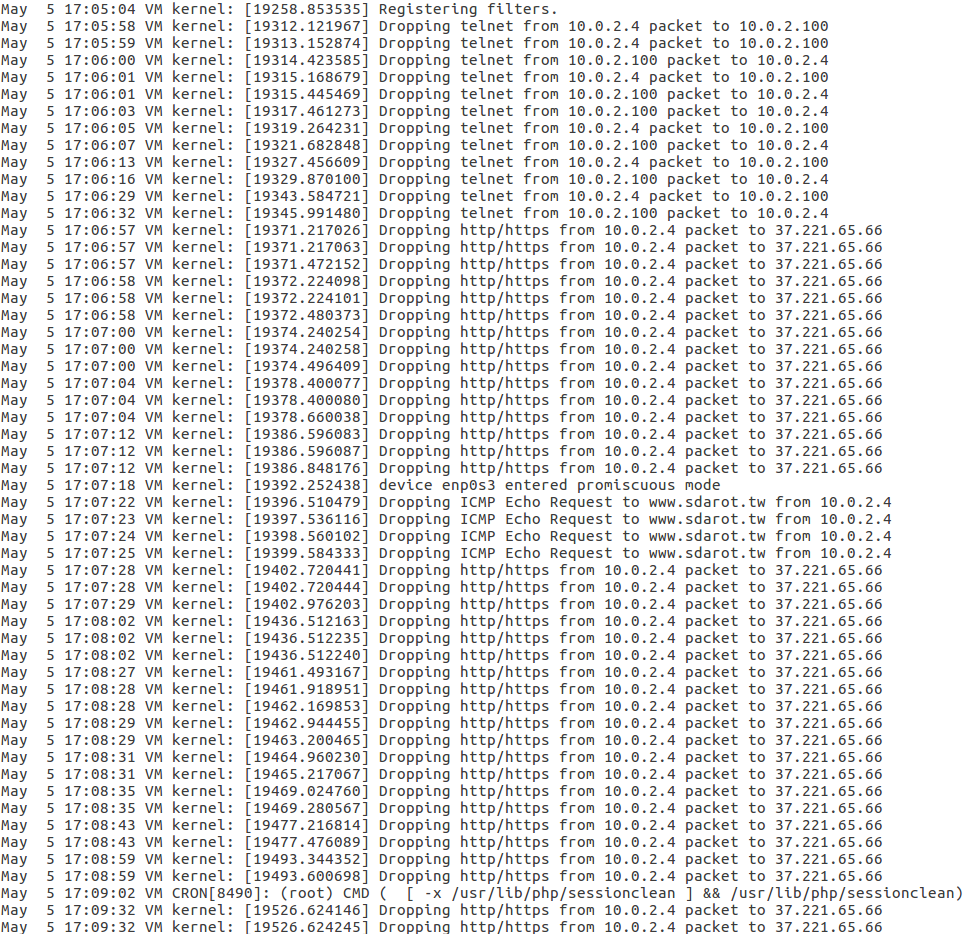 May  5 17:05:04 VM kernel: [19258.853535] Registering filters.
May  5 17:05:58 VM kernel: [19312.121967] Dropping telnet from 10.0.2.4 packet to 10.0.2.100
May  5 17:05:59 VM kernel: [19313.152874] Dropping telnet from 10.0.2.4 packet to 10.0.2.100
May  5 17:06:00 VM kernel: [19314.423585] Dropping telnet from 10.0.2.100 packet to 10.0.2.4
May  5 17:06:01 VM kernel: [19315.168679] Dropping telnet from 10.0.2.4 packet to 10.0.2.100
May  5 17:06:01 VM kernel: [19315.445469] Dropping telnet from 10.0.2.100 packet to 10.0.2.4
May  5 17:06:03 VM kernel: [19317.461273] Dropping telnet from 10.0.2.100 packet to 10.0.2.4
May  5 17:06:05 VM kernel: [19319.264231] Dropping telnet from 10.0.2.4 packet to 10.0.2.100
May  5 17:06:07 VM kernel: [19321.682848] Dropping telnet from 10.0.2.100 packet to 10.0.2.4
May  5 17:06:13 VM kernel: [19327.456609] Dropping telnet from 10.0.2.4 packet to 10.0.2.100
May  5 17:06:16 VM kernel: [19329.870100] Dropping telnet from 10.0.2.100 packet to 10.0.2.4
May  5 17:06:29 VM kernel: [19343.584721] Dropping telnet from 10.0.2.4 packet to 10.0.2.100
May  5 17:06:32 VM kernel: [19345.991480] Dropping telnet from 10.0.2.100 packet to 10.0.2.4
May  5 17:06:57 VM kernel: [19371.217026] Dropping http/https from 10.0.2.4 packet to 37.221.65.66
May  5 17:06:57 VM kernel: [19371.217063] Dropping http/https from 10.0.2.4 packet to 37.221.65.66
May  5 17:06:57 VM kernel: [19371.472152] Dropping http/https from 10.0.2.4 packet to 37.221.65.66
May  5 17:06:58 VM kernel: [19372.224098] Dropping http/https from 10.0.2.4 packet to 37.221.65.66
May  5 17:06:58 VM kernel: [19372.224101] Dropping http/https from 10.0.2.4 packet to 37.221.65.66
May  5 17:06:58 VM kernel: [19372.480373] Dropping http/https from 10.0.2.4 packet to 37.221.65.66
May  5 17:07:00 VM kernel: [19374.240254] Dropping http/https from 10.0.2.4 packet to 37.221.65.66
May  5 17:07:00 VM kernel: [19374.240258] Dropping http/https from 10.0.2.4 packet to 37.221.65.66
May  5 17:07:00 VM kernel: [19374.496409] Dropping http/https from 10.0.2.4 packet to 37.221.65.66
May  5 17:07:04 VM kernel: [19378.400077] Dropping http/https from 10.0.2.4 packet to 37.221.65.66
May  5 17:07:04 VM kernel: [19378.400080] Dropping http/https from 10.0.2.4 packet to 37.221.65.66
May  5 17:07:04 VM kernel: [19378.660038] Dropping http/https from 10.0.2.4 packet to 37.221.65.66
May  5 17:07:12 VM kernel: [19386.596083] Dropping http/https from 10.0.2.4 packet to 37.221.65.66
May  5 17:07:12 VM kernel: [19386.596087] Dropping http/https from 10.0.2.4 packet to 37.221.65.66
May  5 17:07:12 VM kernel: [19386.848176] Dropping http/https from 10.0.2.4 packet to 37.221.65.66
May  5 17:07:18 VM kernel: [19392.252438] device enp0s3 entered promiscuous mode
May  5 17:07:22 VM kernel: [19396.510479] Dropping ICMP Echo Request to www.sdarot.tw from 10.0.2.4
May  5 17:07:23 VM kernel: [19397.536116] Dropping ICMP Echo Request to www.sdarot.tw from 10.0.2.4
May  5 17:07:24 VM kernel: [19398.560102] Dropping ICMP Echo Request to www.sdarot.tw from 10.0.2.4
May  5 17:07:25 VM kernel: [19399.584333] Dropping ICMP Echo Request to www.sdarot.tw from 10.0.2.4
May  5 17:07:28 VM kernel: [19402.720441] Dropping http/https from 10.0.2.4 packet to 37.221.65.66
May  5 17:07:28 VM kernel: [19402.720444] Dropping http/https from 10.0.2.4 packet to 37.221.65.66
May  5 17:07:29 VM kernel: [19402.976203] Dropping http/https from 10.0.2.4 packet to 37.221.65.66
May  5 17:08:02 VM kernel: [19436.512163] Dropping http/https from 10.0.2.4 packet to 37.221.65.66
May  5 17:08:02 VM kernel: [19436.512235] Dropping http/https from 10.0.2.4 packet to 37.221.65.66
May  5 17:08:02 VM kernel: [19436.512240] Dropping http/https from 10.0.2.4 packet to 37.221.65.66
May  5 17:08:27 VM kernel: [19461.493167] Dropping http/https from 10.0.2.4 packet to 37.221.65.66
May  5 17:08:28 VM kernel: [19461.918951] Dropping http/https from 10.0.2.4 packet to 37.221.65.66
May  5 17:08:28 VM kernel: [19462.169853] Dropping http/https from 10.0.2.4 packet to 37.221.65.66
May  5 17:08:29 VM kernel: [19462.944455] Dropping http/https from 10.0.2.4 packet to 37.221.65.66
May  5 17:08:29 VM kernel: [19463.200465] Dropping http/https from 10.0.2.4 packet to 37.221.65.66
May  5 17:08:31 VM kernel: [19464.960230] Dropping http/https from 10.0.2.4 packet to 37.221.65.66
May  5 17:08:31 VM kernel: [19465.217067] Dropping http/https from 10.0.2.4 packet to 37.221.65.66
May  5 17:08:35 VM kernel: [19469.024760] Dropping http/https from 10.0.2.4 packet to 37.221.65.66
May  5 17:08:35 VM kernel: [19469.280567] Dropping http/https from 10.0.2.4 packet to 37.221.65.66
May  5 17:08:43 VM kernel: [19477.216814] Dropping http/https from 10.0.2.4 packet to 37.221.65.66
May  5 17:08:43 VM kernel: [19477.476089] Dropping http/https from 10.0.2.4 packet to 37.221.65.66
May  5 17:08:59 VM kernel: [19493.344352] Dropping http/https from 10.0.2.4 packet to 37.221.65.66
May  5 17:08:59 VM kernel: [19493.600698] Dropping http/https from 10.0.2.4 packet to 37.221.65.66
May  5 17:09:02 VM CRON[8490]: (root) CMD (  [ -x /usr/lib/php/sessionclean ] && /usr/lib/php/sessionclean)
May  5 17:09:32 VM kernel: [19526.624146] Dropping http/https from 10.0.2.4 packet to 37.221.65.66
May  5 17:09:32 VM kernel: [19526.624245] Dropping http/https from 10.0.2.4 packet to 37.221.65.66